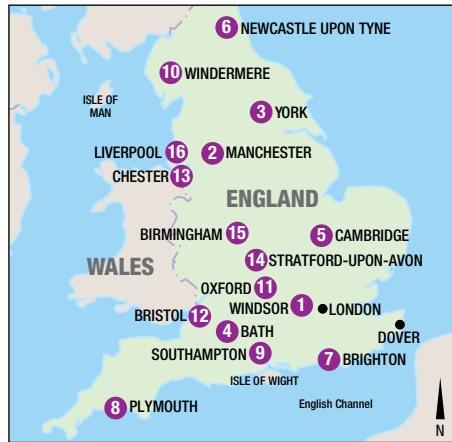 6 NEWCASTLE UPON TYNE
10 WINDERMERE
ISLE OF
MAN
3 YORK
LIVERPOOL 16
2 MANCHESTER
CHESTER 13
ENGLAND
BIRMINGHAM 15
5 CAMBRIDGE
WALES
14 STRATFORD-UPON-AVON
OXFORD 11
WINDSOR 1
LONDON
BRISTOL 12
4 BATH
DOVER
SOUTHAMPTON 9
7 BRIGHTON
ISLE OF WIGHT
8 PLYMOUTH
English Channel
N